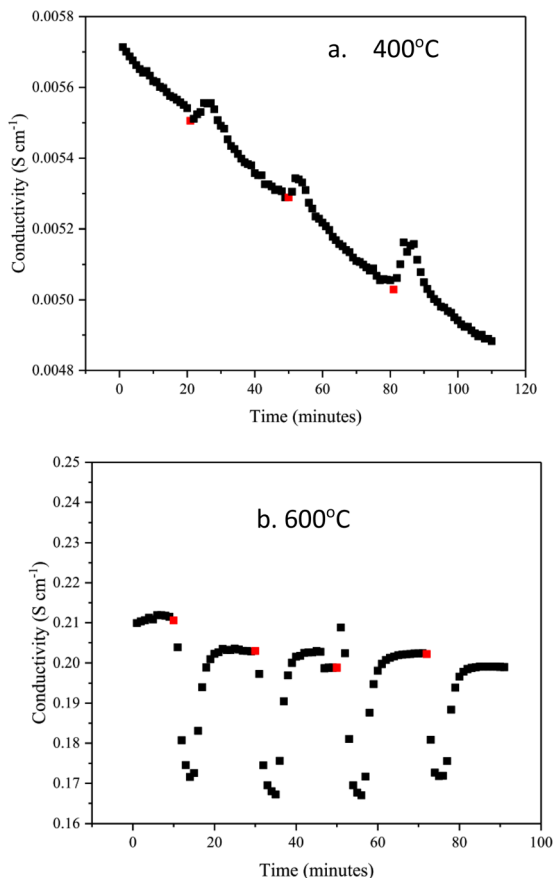 a. 400°C
Conductivity (S cm⁻¹)
0.0058
0.0056
0.0054
0.0052
0.0050
0.0048
0 20 40 60 80 100 120
Time (minutes)
b. 600°C
Conductivity (S cm⁻¹)
0.25
0.24
0.23
0.22
0.21
0.20
0.19
0.18
0.17
0.16
0 20 40 60 80 100
Time (minutes)